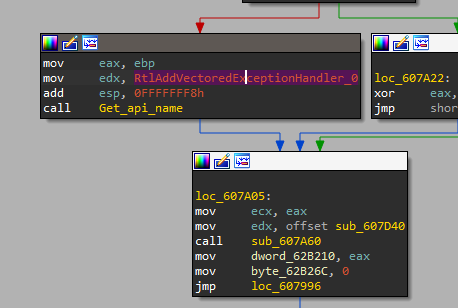 mov eax, ebp
mov edx, RtlAddVectoredExceptionHandler_0
add esp, 0FFFFFFF8h
call Get_api_name
loc_607A22:
xor eax,
jmp shor
loc_607A05:
mov ecx, eax
mov edx, offset sub_607D40
call sub_607A60
mov dword_62B210, eax
mov byte_62B26C, 0
jmp loc_607996